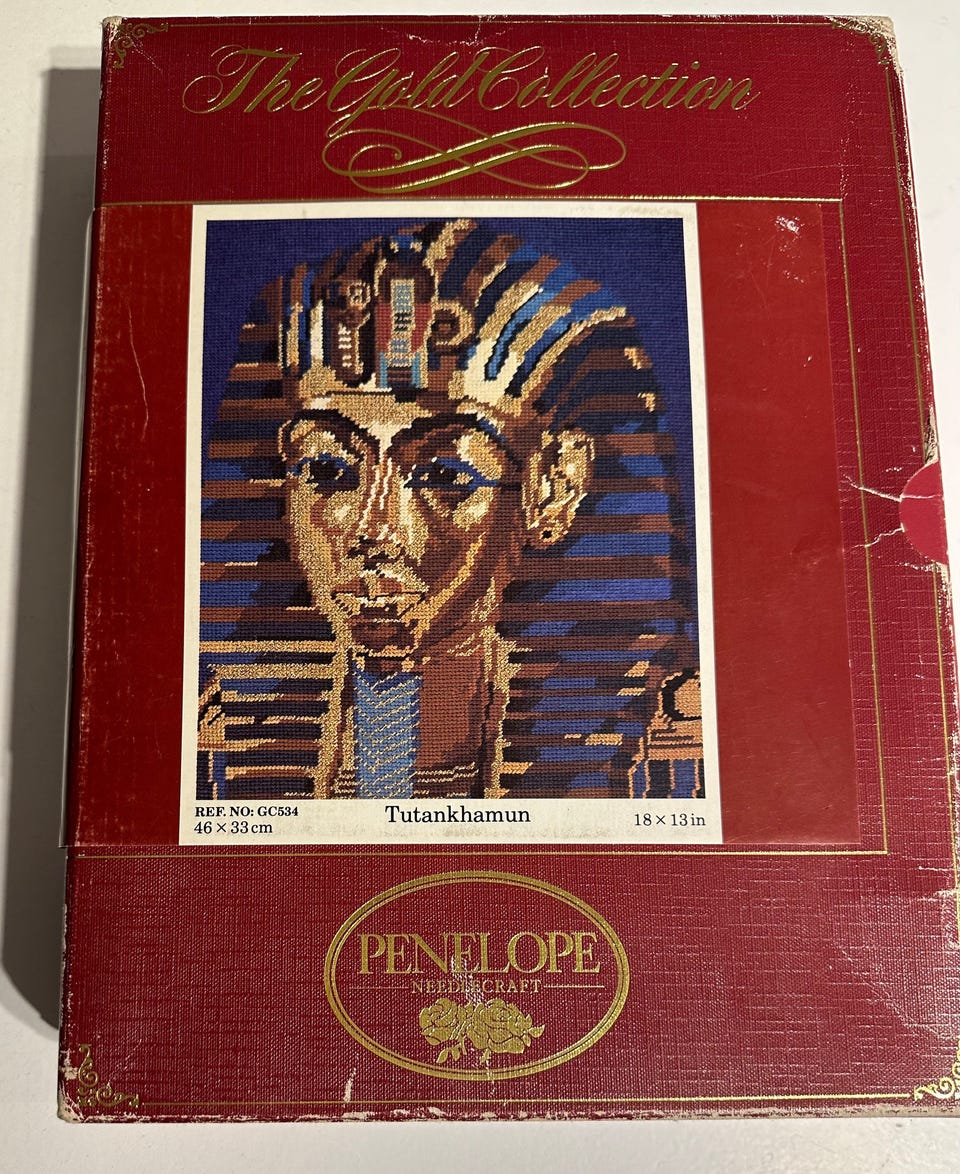 The Gold Collection
REF. NO: GC534
46 × 33 cm
Tutankhamun
18 × 13 in
PENELOPE
NEEDLECRAFT